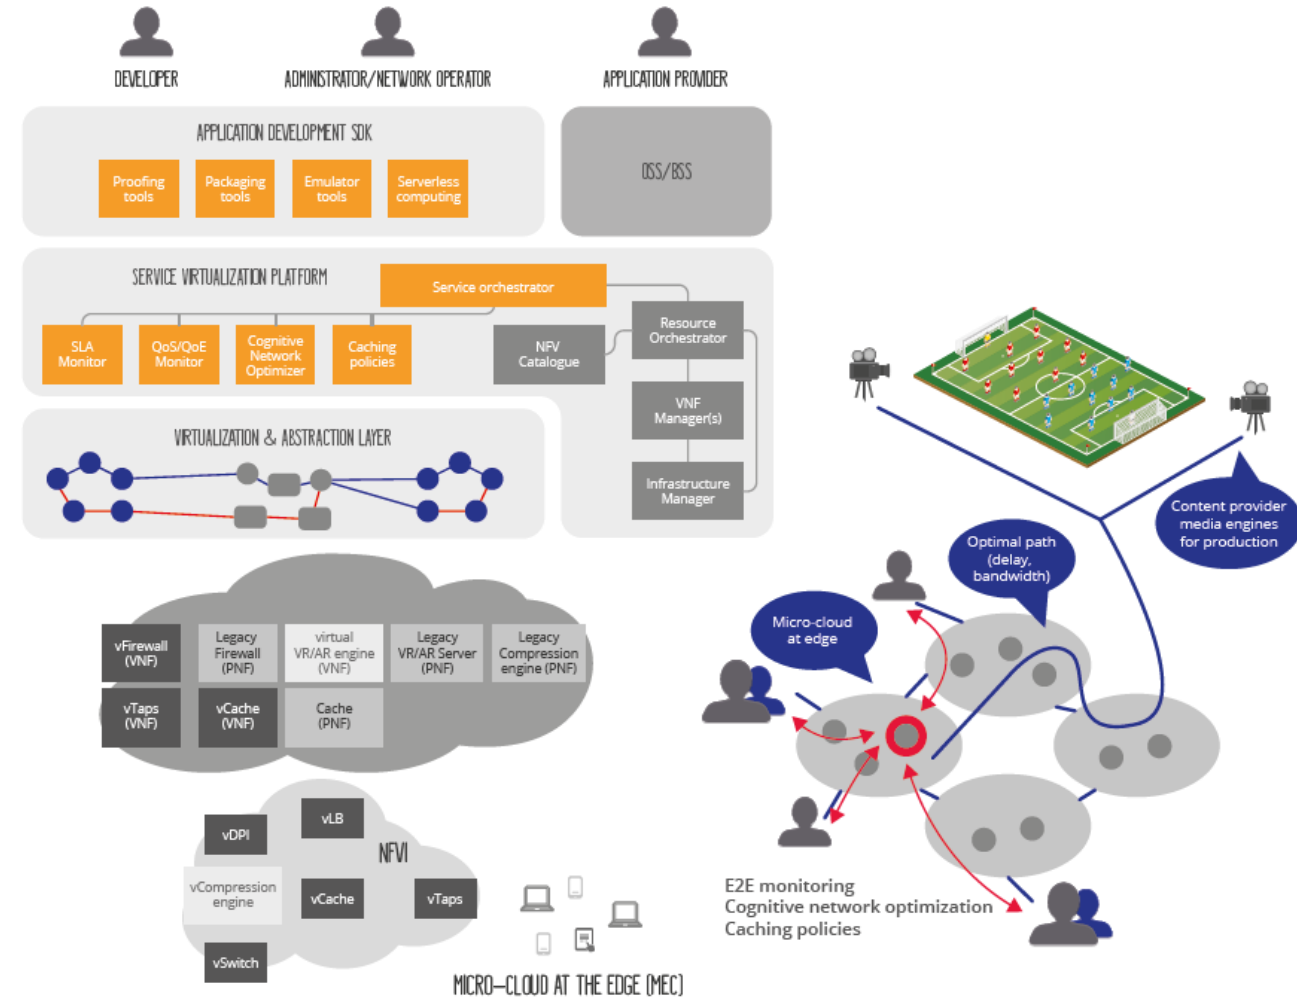 DEVELOPER
ADMINISTRATOR/NETWORK OPERATOR
APPLICATION PROVIDER
APPLICATION DEVELOPMENT SDK
Proofing
tools
Packaging
tools
Emulator
tools
Serverless
computing
OSS/BSS
SERVICE VIRTUALIZATION PLATFORM
Service orchestrator
SLA
Monitor
QoS/QoE
Monitor
Cognitive
Network
Optimizer
Caching
policies
NFV
Catalogue
Resource
Orchestrator
VNF
Manager(s)
Infrastructure
Manager
VIRTUALIZATION & ABSTRACTION LAYER
vFirewall
(VNF)
Legacy
Firewall
(PNF)
virtual
VR/AR engine
(VNF)
Legacy
VR/AR Server
(PNF)
Legacy
Compression
engine (PNF)
vTaps
(VNF)
vCache
(VNF)
Cache
(PNF)
vDPI
vLB
NFVI
vCompression
engine
vCache
vTaps
vSwitch
MICRO-CLOUD AT THE EDGE (MEC)
Content provider
media engines
for production
Optimal path
(delay,
bandwidth)
Micro-cloud
at edge
E2E monitoring
Cognitive network optimization
Caching policies